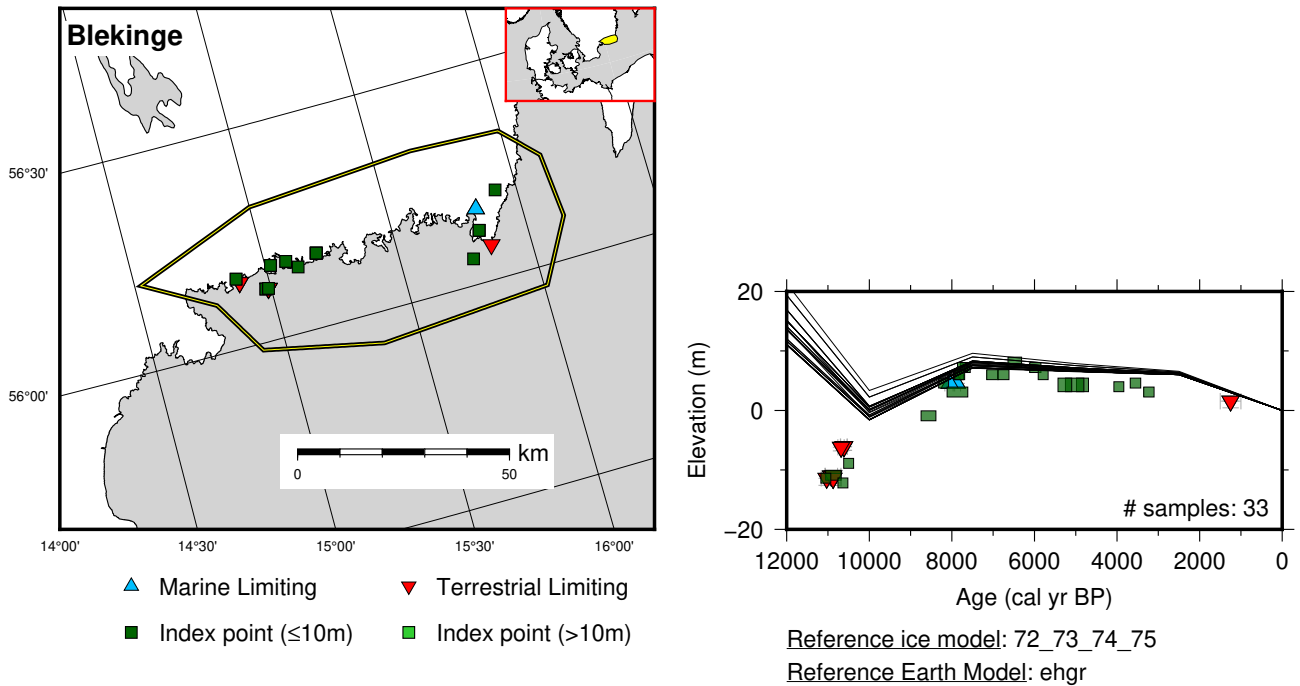 Blekinge
56°30'
56°00'
km
0 50
14°00' 14°30' 15°00' 15°30' 16°00'
Marine Limiting
Terrestrial Limiting
Index point (≤10m)
Index point (>10m)
20
0
−20
Elevation (m)
# samples: 33
12000 10000 8000 6000 4000 2000 0
Age (cal yr BP)
Reference ice model: 72_73_74_75
Reference Earth Model: ehgr